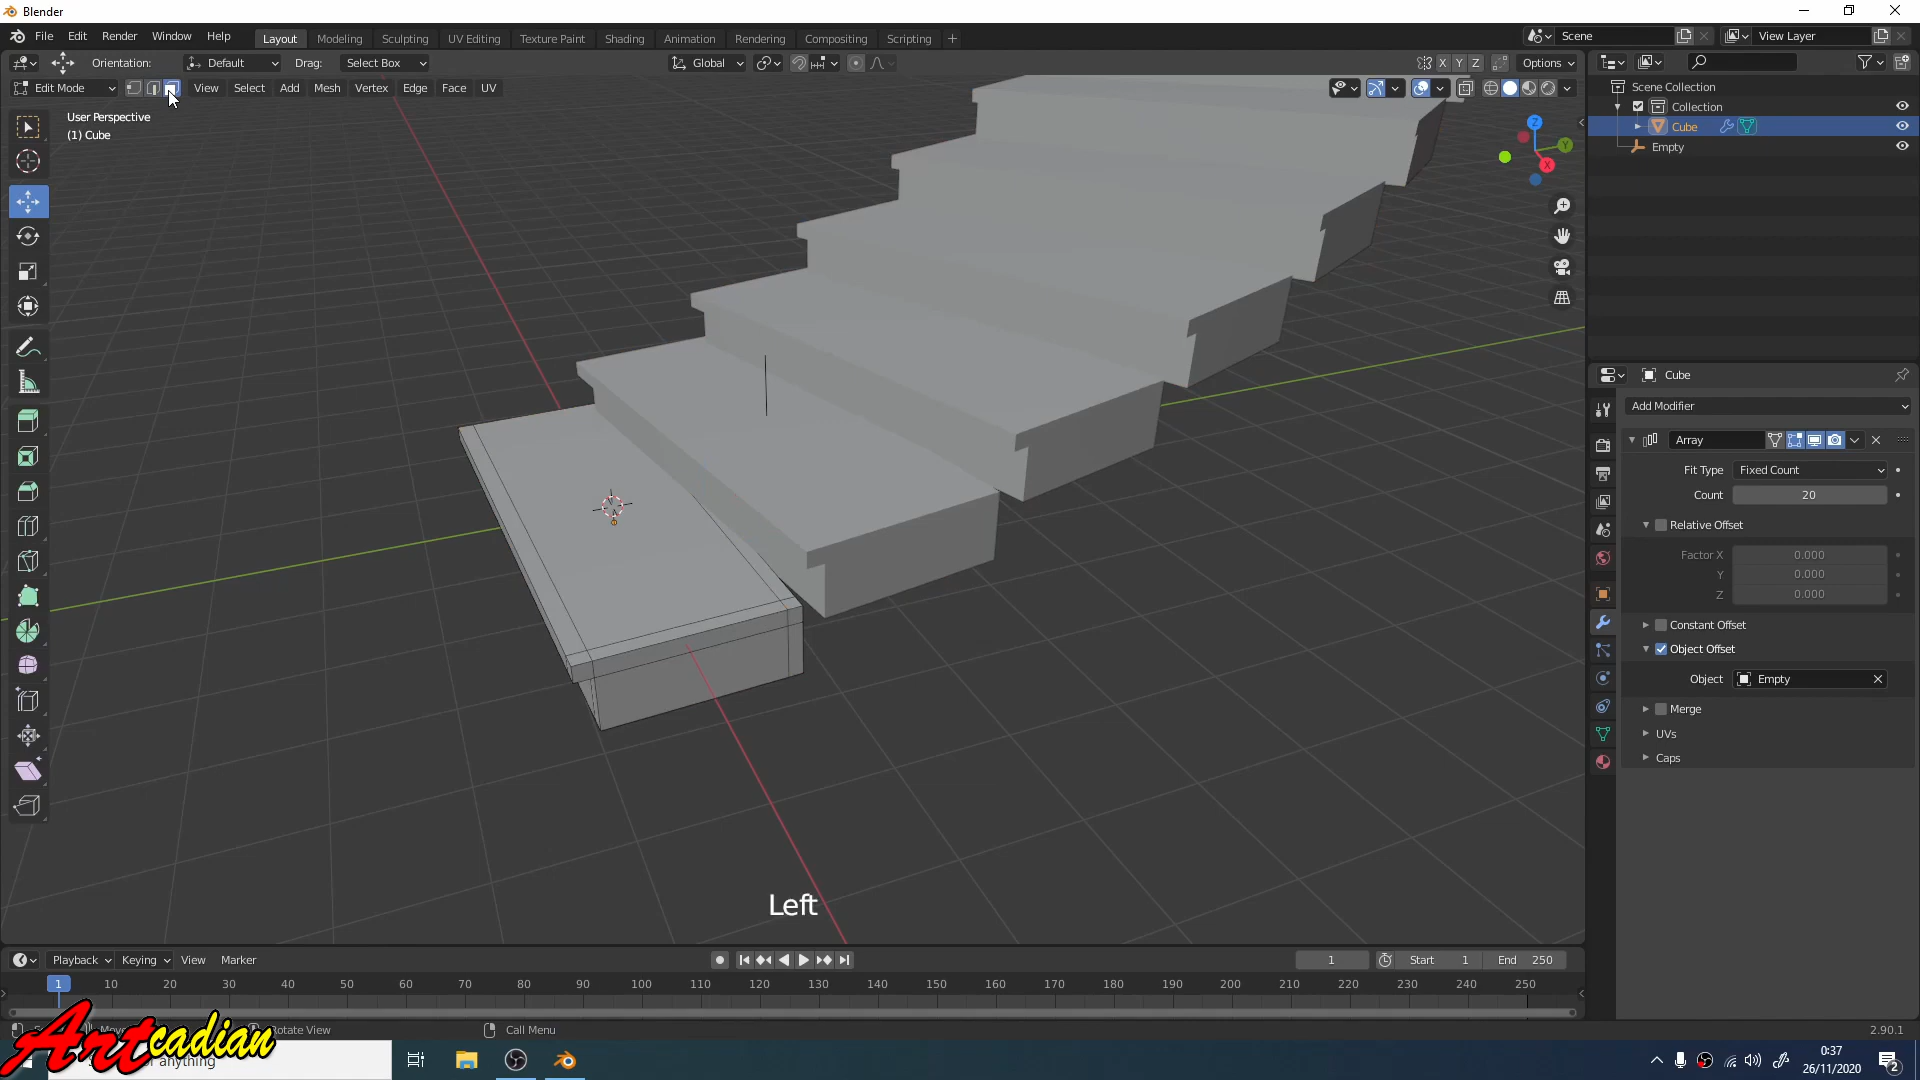 Blender
File Edit Render Window Help
Layout Modeling Sculpting UV Editing Texture Paint Shading Animation Rendering Compositing Scripting +
Scene
View Layer
Orientation: Default Drag: Select Box Global X Y Z Options
Edit Mode View Select Add Mesh Vertex Edge Face UV
User Perspective
(1) Cube
Z
Y
X
Scene Collection
Collection
Cube
Empty
Cube
Add Modifier
Array
Fit Type Fixed Count
Count 20
Relative Offset
Factor X 0.000
Y 0.000
Z 0.000
Constant Offset
Object Offset
Object Empty
Merge
UVs
Caps
Left
Playback Keying View Marker
1 Start 1 End 250
1 10 20 30 40 50 60 70 80 90 100 110 120 130 140 150 160 170 180 190 200 210 220 230 240 250
Rotate View Call Menu 2.90.1
Artcadian
anything
0:37
26/11/2020
2